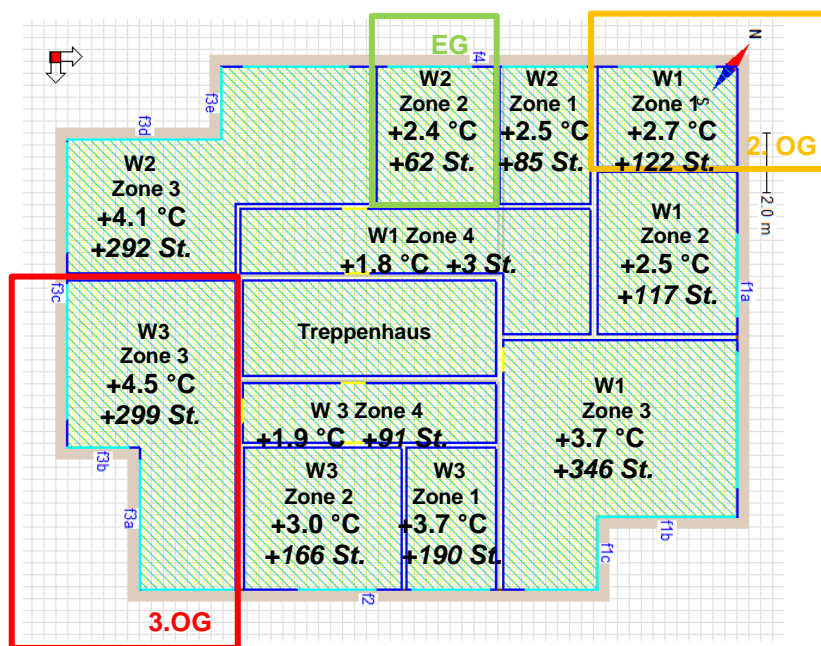 EG
f4
N
S
W2
Zone 2
+2.4 °C
+62 St.
W2
Zone 1
+2.5 °C
+85 St.
W1
Zone 1
+2.7 °C
+122 St.
2. OG
2.0 m
f3e
f3d
W2
Zone 3
+4.1 °C
+292 St.
W1 Zone 4
+1.8 °C +3 St.
W1
Zone 2
+2.5 °C
+117 St.
f1a
f3c
W3
Zone 3
+4.5 °C
+299 St.
Treppenhaus
W 3 Zone 4
+1.9 °C +91 St.
W1
Zone 3
+3.7 °C
+346 St.
f3b
f3a
W3
Zone 2
+3.0 °C
+166 St.
W3
Zone 1
+3.7 °C
+190 St.
f1b
f1c
f2
3.OG